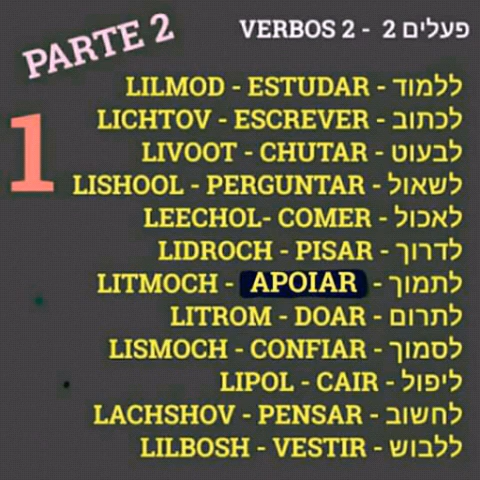 PARTE 2
VERBOS 2 - 2 פעלים
1
LILMOD - ESTUDAR - ללמוד
LICHTOV - ESCREVER - לכתוב
LIVOOT - CHUTAR - לבעוט
LISHOOL - PERGUNTAR - לשאול
LEECHOL- COMER - לאכול
LIDROCH - PISAR - לדרוך
LITMOCH - APOIAR - לתמוך
LITROM - DOAR - לתרום
LISMOCH - CONFIAR - לסמוך
LIPOL - CAIR - ליפול
LACHSHOV - PENSAR - לחשוב
LILBOSH - VESTIR - ללבוש